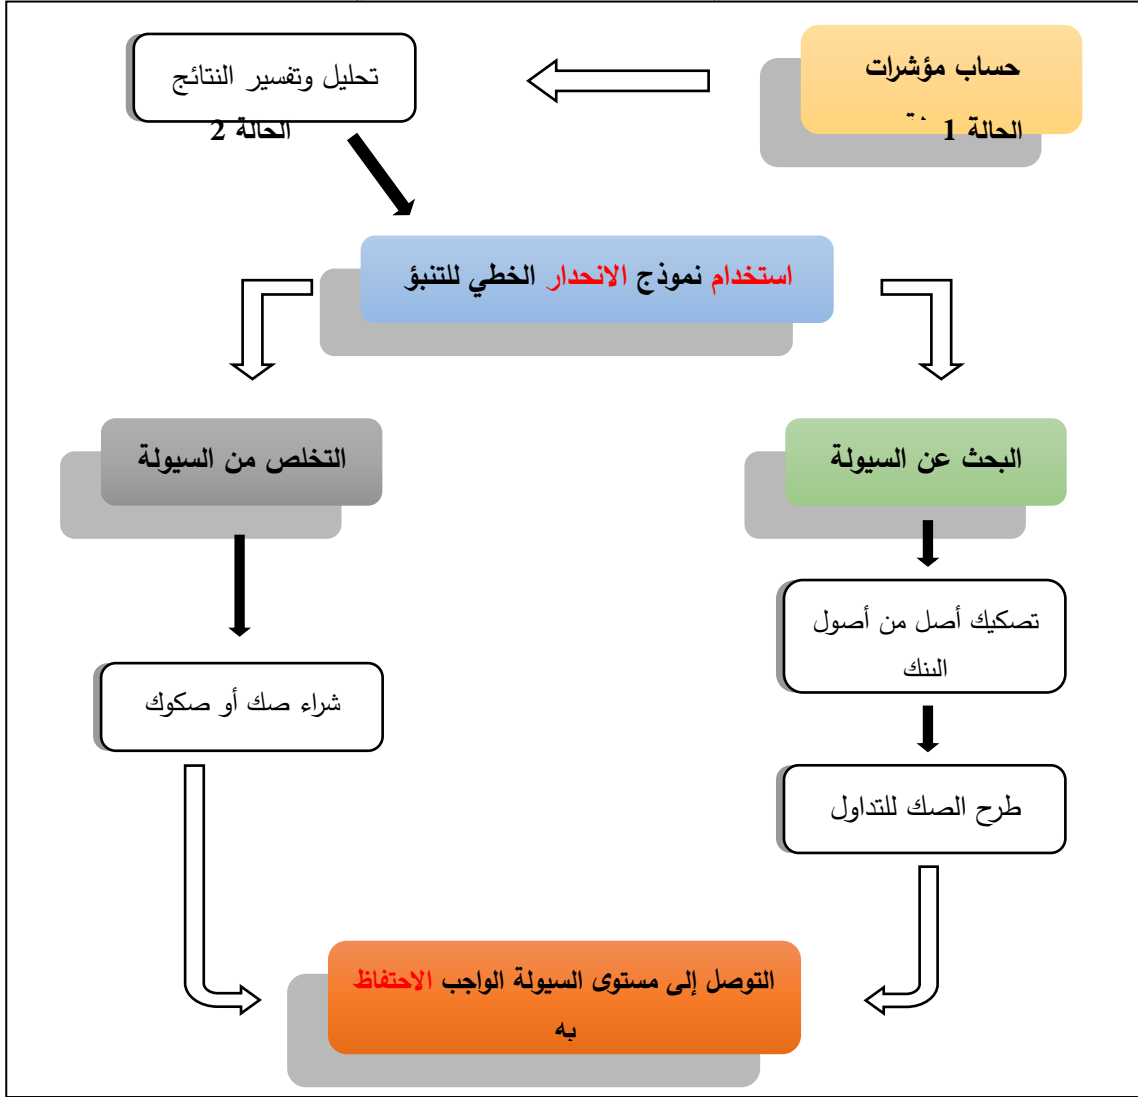 حساب مؤشرات
الحالة 1
تحليل وتفسير النتائج
الحالة 2
استخدام نموذج الانحدار الخطي للتنبؤ
البحث عن السيولة
التخلص من السيولة
تصكيك أصل من أصول
البنك
شراء صك أو صكوك
طرح الصك للتداول
التوصل إلى مستوى السيولة الواجب الاحتفاظ
به